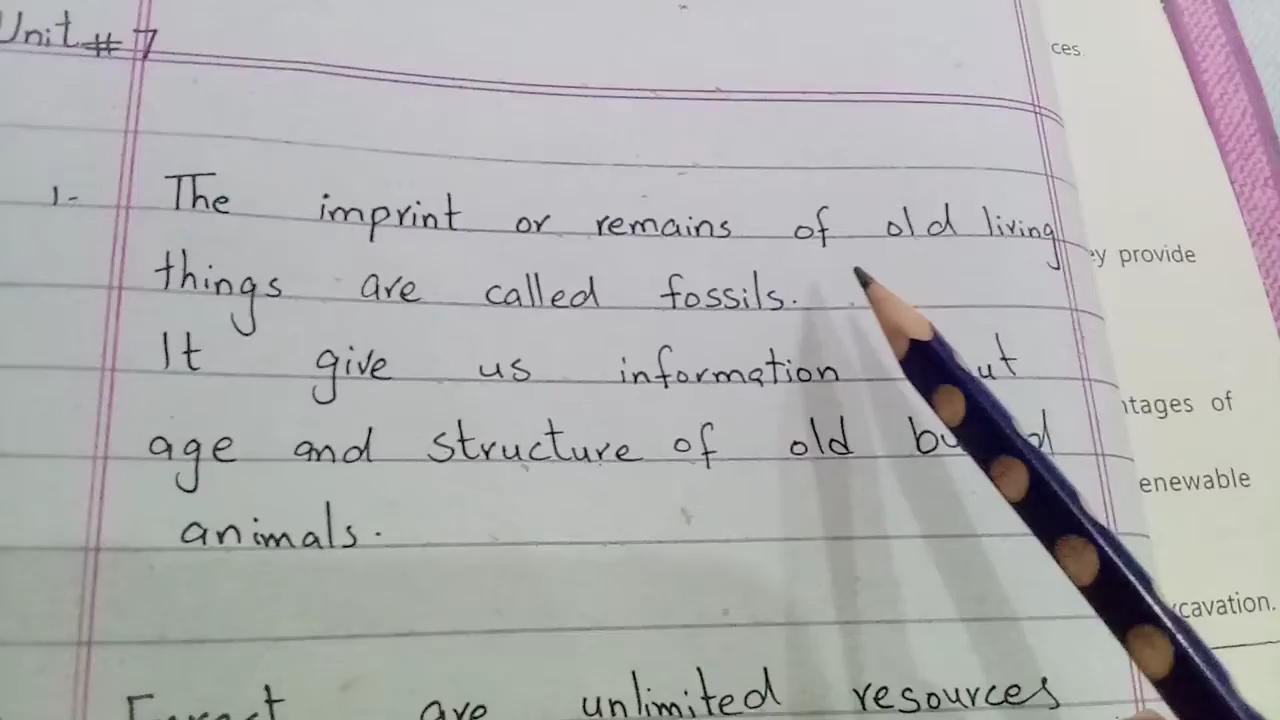 Unit # 7
1- The imprint or remains of old living
things are called fossils.
It give us information
age and structure of old
animals.
are unlimited resources
ces.
ey provide
ntages of
enewable
xcavation.